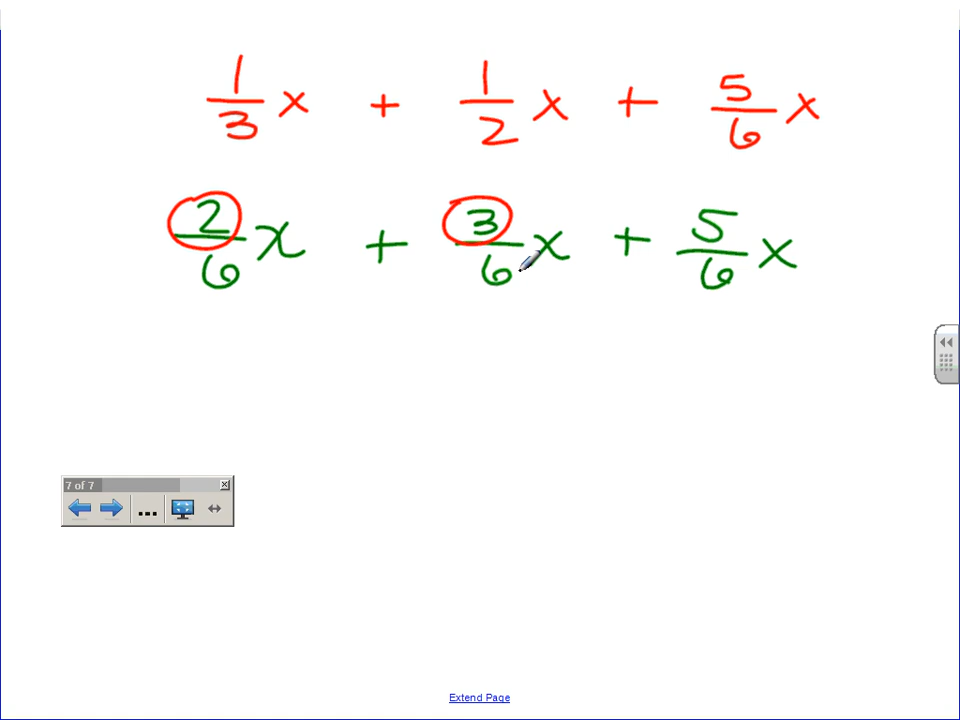 1/3 x + 1/2 x + 5/6 x
2/6 x + 3/6 x + 5/6 x
7 of 7
Extend Page